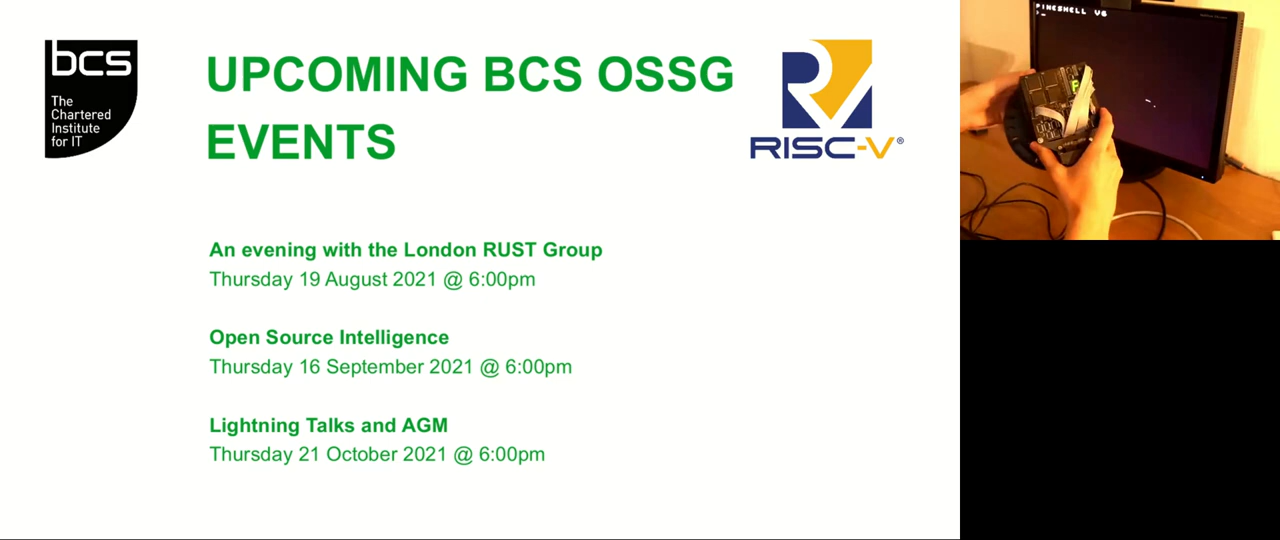 bcs
The
Chartered
Institute
for IT
UPCOMING BCS OSSG
EVENTS
RISC-V®
An evening with the London RUST Group
Thursday 19 August 2021 @ 6:00pm
Open Source Intelligence
Thursday 16 September 2021 @ 6:00pm
Lightning Talks and AGM
Thursday 21 October 2021 @ 6:00pm
PINESHELL V6
>_